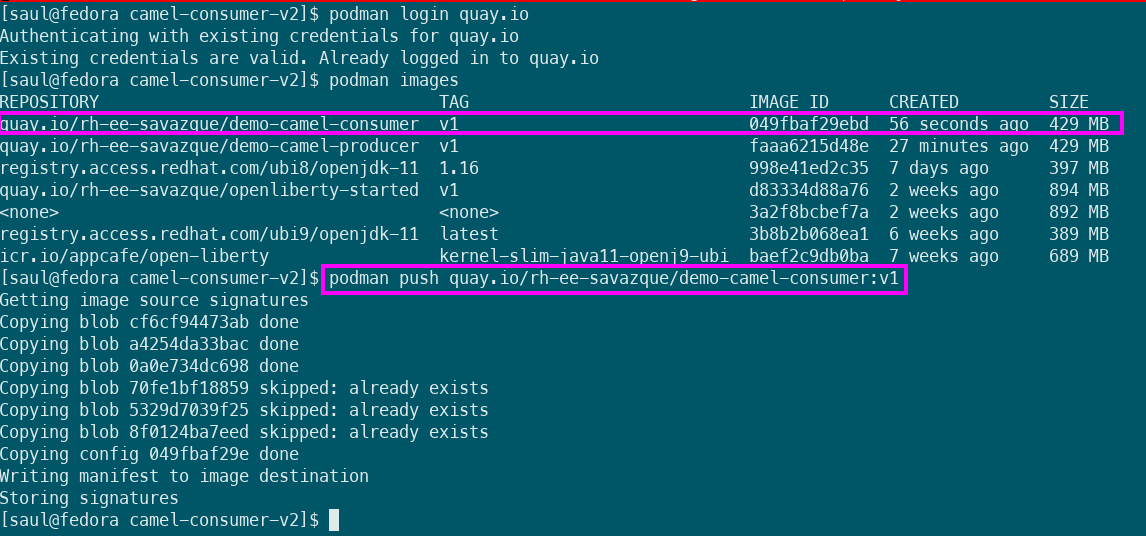 [saul@fedora camel-consumer-v2]$ podman login quay.io
Authenticating with existing credentials for quay.io
Existing credentials are valid. Already logged in to quay.io
[saul@fedora camel-consumer-v2]$ podman images
REPOSITORY TAG IMAGE ID CREATED SIZE
quay.io/rh-ee-savazque/demo-camel-consumer v1 049fbaf29ebd 56 seconds ago 429 MB
quay.io/rh-ee-savazque/demo-camel-producer v1 faaa6215d48e 27 minutes ago 429 MB
registry.access.redhat.com/ubi8/openjdk-11 1.16 998e41ed2c35 7 days ago 397 MB
quay.io/rh-ee-savazque/openliberty-started v1 d83334d88a76 2 weeks ago 894 MB
<none> <none> 3a2f8bcbef7a 2 weeks ago 892 MB
registry.access.redhat.com/ubi9/openjdk-11 latest 3b8b2b068ea1 6 weeks ago 389 MB
icr.io/appcafe/open-liberty kernel-slim-java11-openj9-ubi baef2c9db0ba 7 weeks ago 689 MB
[saul@fedora camel-consumer-v2]$ podman push quay.io/rh-ee-savazque/demo-camel-consumer:v1
Getting image source signatures
Copying blob cf6cf94473ab done
Copying blob a4254da33bac done
Copying blob 0a0e734dc698 done
Copying blob 70fe1bf18859 skipped: already exists
Copying blob 5329d7039f25 skipped: already exists
Copying blob 8f0124ba7eed skipped: already exists
Copying config 049fbaf29e done
Writing manifest to image destination
Storing signatures
[saul@fedora camel-consumer-v2]$